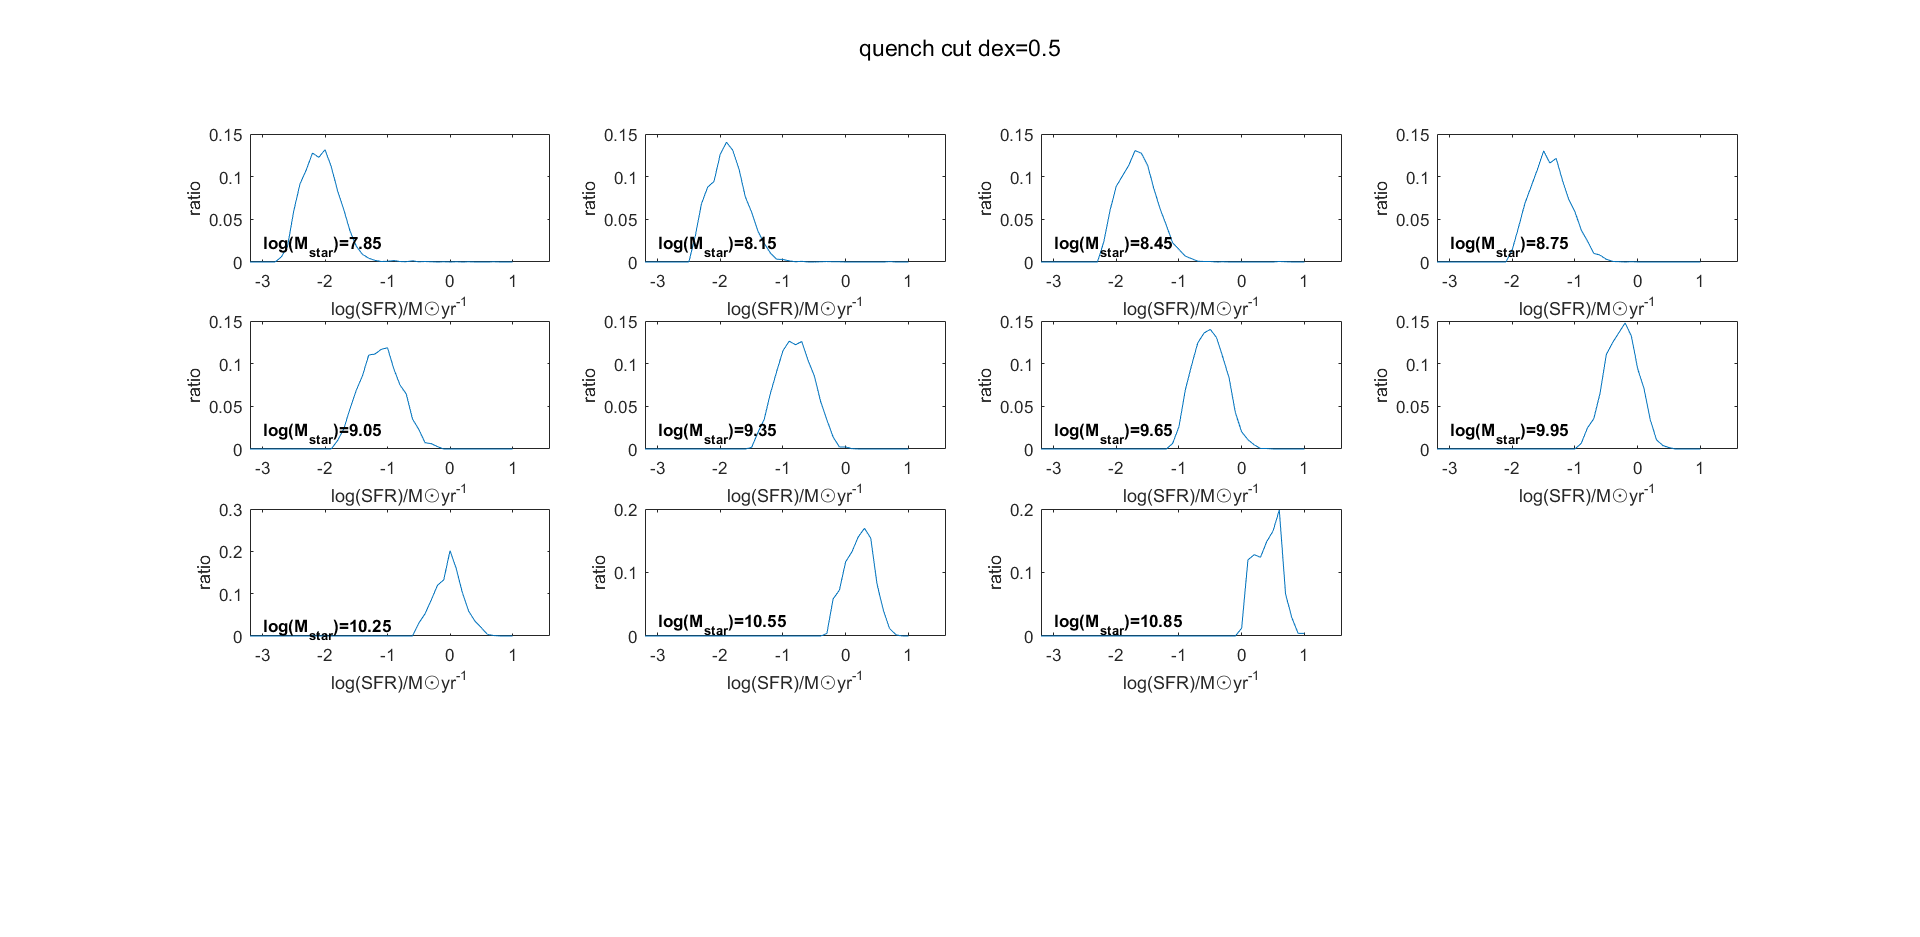 quench cut dex=0.5
0.15
0.1
0.05
0
ratio
log(M_star)=7.85
-3 -2 -1 0 1
log(SFR)/M☉yr^-1
0.15
0.1
0.05
0
ratio
log(M_star)=8.15
-3 -2 -1 0 1
log(SFR)/M☉yr^-1
0.15
0.1
0.05
0
ratio
log(M_star)=8.45
-3 -2 -1 0 1
log(SFR)/M☉yr^-1
0.15
0.1
0.05
0
ratio
log(M_star)=8.75
-3 -2 -1 0 1
log(SFR)/M☉yr^-1
0.15
0.1
0.05
0
ratio
log(M_star)=9.05
-3 -2 -1 0 1
log(SFR)/M☉yr^-1
0.15
0.1
0.05
0
ratio
log(M_star)=9.35
-3 -2 -1 0 1
log(SFR)/M☉yr^-1
0.15
0.1
0.05
0
ratio
log(M_star)=9.65
-3 -2 -1 0 1
log(SFR)/M☉yr^-1
0.15
0.1
0.05
0
ratio
log(M_star)=9.95
-3 -2 -1 0 1
log(SFR)/M☉yr^-1
0.3
0.2
0.1
0
ratio
log(M_star)=10.25
-3 -2 -1 0 1
log(SFR)/M☉yr^-1
0.2
0.1
0
ratio
log(M_star)=10.55
-3 -2 -1 0 1
log(SFR)/M☉yr^-1
0.2
0.1
0
ratio
log(M_star)=10.85
-3 -2 -1 0 1
log(SFR)/M☉yr^-1